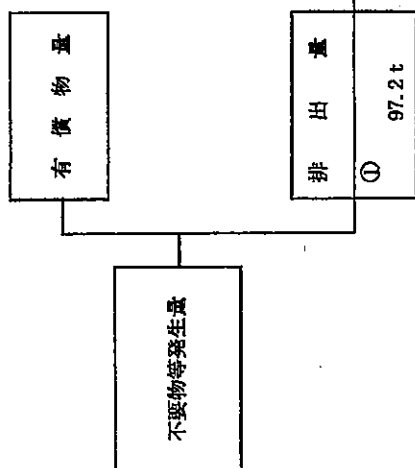 不要物等発生量
有 償 物 量
排 出 量
①
97.2 t